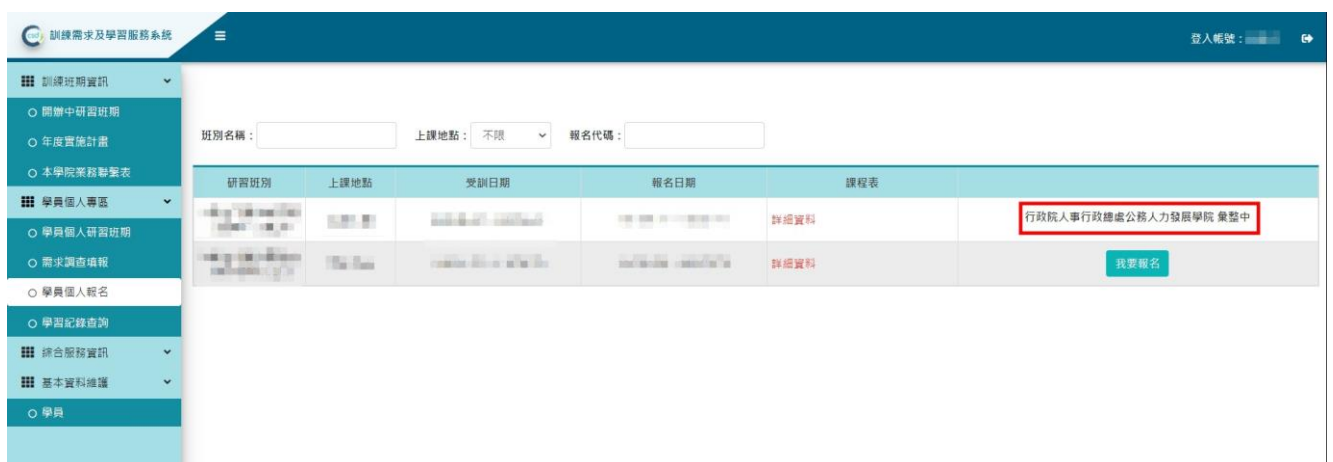 csdi 訓練需求及學習服務系統
登入帳號：
訓練班期資訊
開辦中研習班期
年度實施計畫
本學院業務聯繫表
學員個人專區
學員個人研習班期
需求調查填報
學員個人報名
學習記錄查詢
綜合服務資訊
基本資料維護
學員
班別名稱： 上課地點： 不限 報名代碼：
研習班別 上課地點 受訓日期 報名日期 課程表
詳細資料 行政院人事行政總處公務人力發展學院 彙整中
詳細資料 我要報名